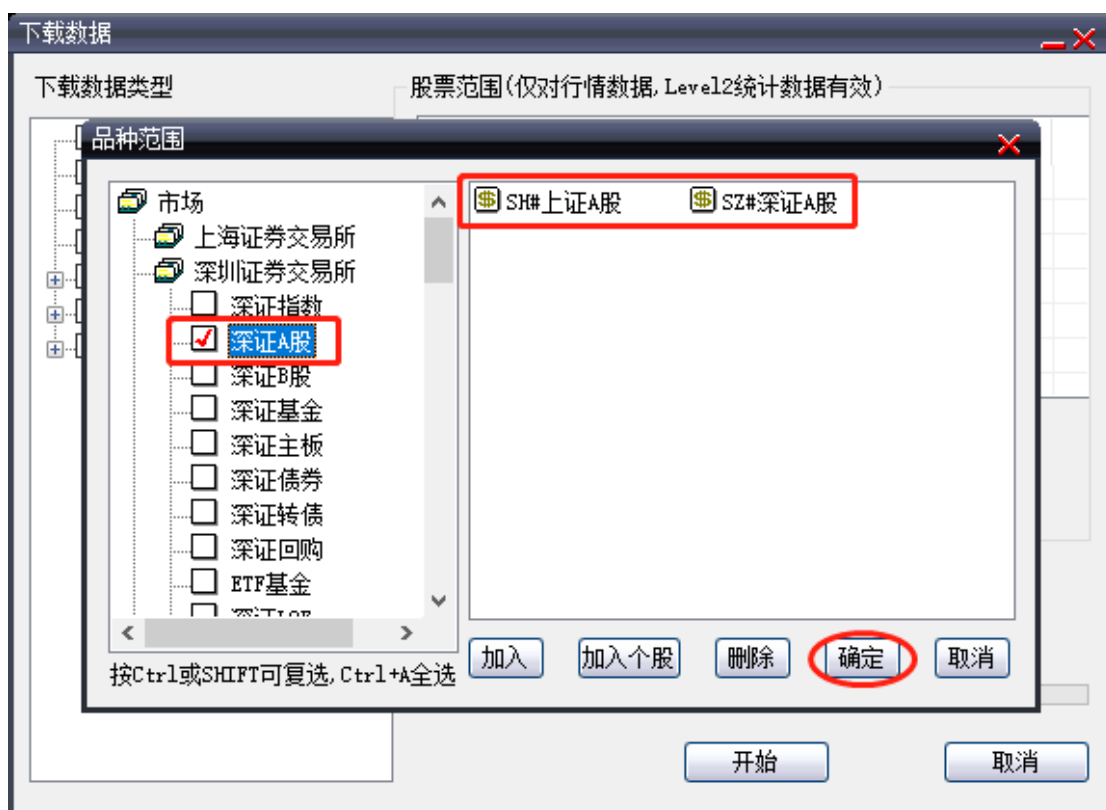 下载数据
下载数据类型
股票范围(仅对行情数据,Level2统计数据有效)
品种范围
市场
上海证券交易所
深圳证券交易所
深证指数
深证A股
深证B股
深证基金
深证主板
深证债券
深证转债
深证回购
ETF基金
SH#上证A股 SZ#深证A股
按Ctrl或SHIFT可复选,Ctrl+A全选
加入 加入个股 删除 确定 取消
开始 取消